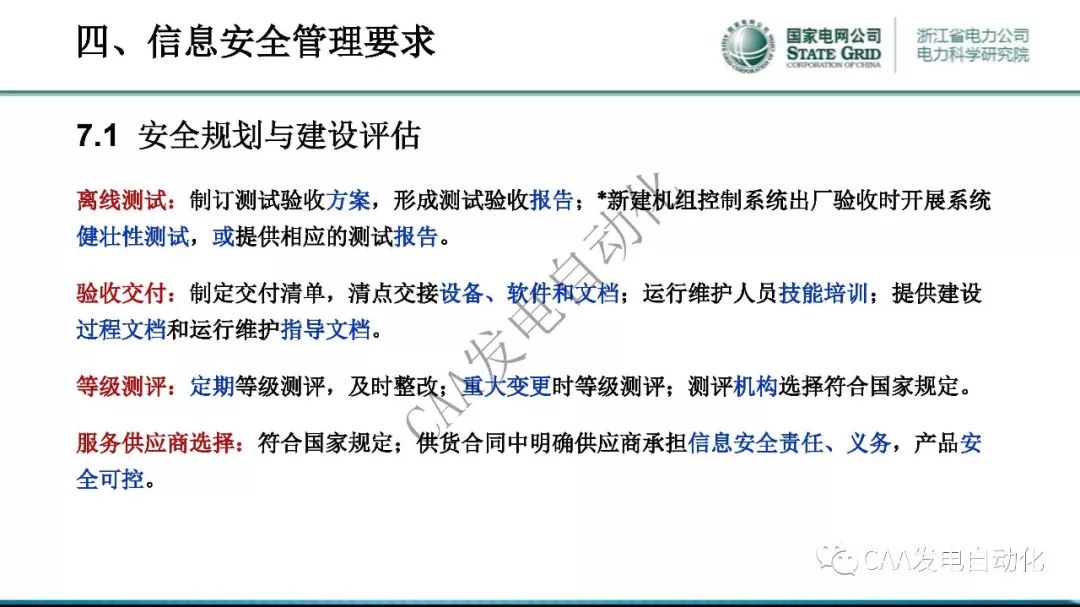 四、信息安全管理要求
国家电网公司
STATE GRID
CORPORATION OF CHINA
浙江省电力公司
电力科学研究院
7.1 安全规划与建设评估
离线测试：制订测试验收方案，形成测试验收报告；*新建机组控制系统出厂验收时开展系统
健壮性测试，或提供相应的测试报告。
验收交付：制定交付清单，清点交接设备、软件和文档；运行维护人员技能培训；提供建设
过程文档和运行维护指导文档。
等级测评：定期等级测评，及时整改；重大变更时等级测评；测评机构选择符合国家规定。
服务供应商选择：符合国家规定；供货合同中明确供应商承担信息安全责任、义务，产品安
全可控。
CAA发电自动化
CAA发电自动化